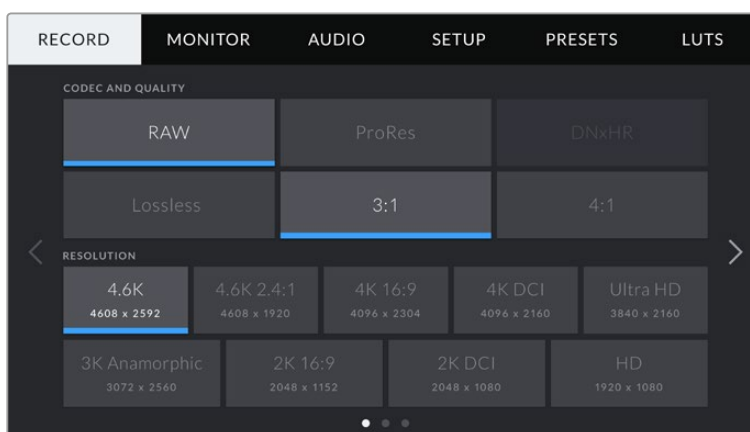 RECORD MONITOR AUDIO SETUP PRESETS LUTS
CODEC AND QUALITY
RAW ProRes DNxHR
Lossless 3:1 4:1
RESOLUTION
4.6K 4.6K 2.4:1 4K 16:9 4K DCI Ultra HD
4608 x 2592 4608 x 1920 4096 x 2304 4096 x 2160 3840 x 2160
3K Anamorphic 2K 16:9 2K DCI HD
3072 x 2560 2048 x 1152 2048 x 1080 1920 x 1080